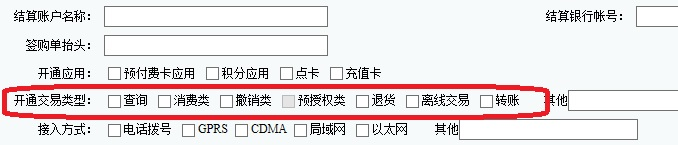 结算账户名称： 结算银行帐号：
签购单抬头：
开通应用： 预付费卡应用 积分应用 点卡 充值卡
开通交易类型： 查询 消费类 撤销类 预授权类 退货 离线交易 转账 其他
接入方式： 电话拨号 GPRS CDMA 局域网 以太网 其他